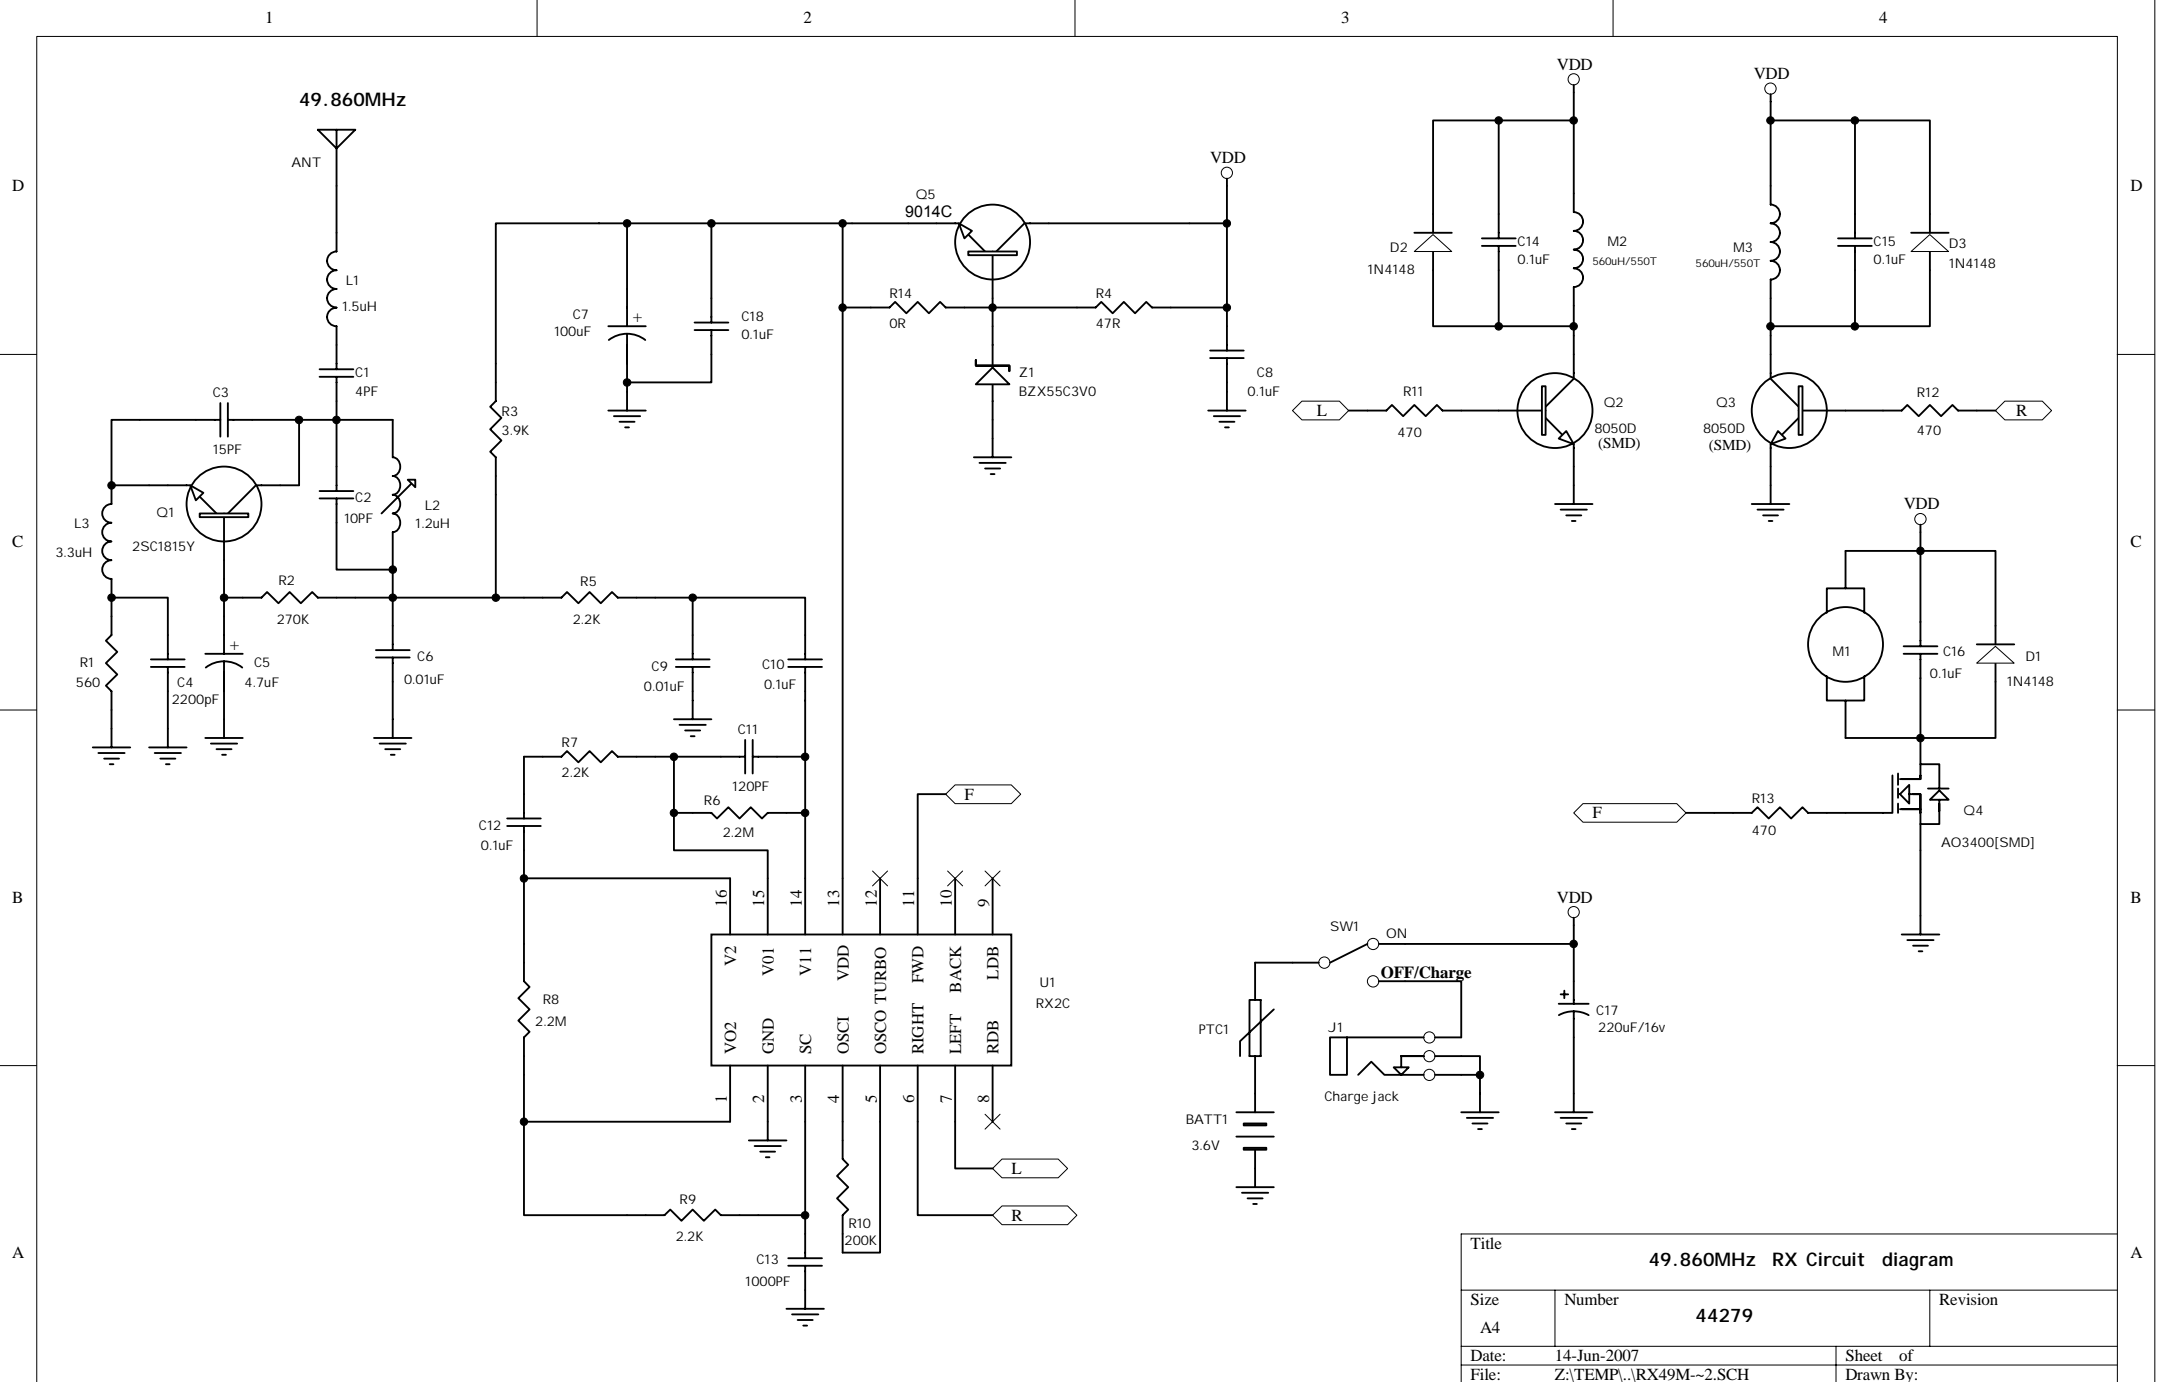 1 2 3 4
D
C
B
A
D
C
B
A
49.860MHz
ANT
L1
1.5uH
C1
4PF
C3
15PF
Q1
2SC1815Y
C2
10PF
L2
1.2uH
L3
3.3uH
R1
560
C4
2200pF
+
C5
4.7uF
R2
270K
C6
0.01uF
R3
3.9K
R5
2.2K
C7
100uF
+
C18
0.1uF
Q5
9014C
R14
0R
R4
47R
VDD
Z1
BZX55C3V0
C8
0.1uF
C9
0.01uF
C10
0.1uF
C11
120PF
R7
2.2K
R6
2.2M
C12
0.1uF
R8
2.2M
R9
2.2K
C13
1000PF
R10
200K
F
16 15 14 13 12 11 10 9
V2 V01 V11 VDD TURBO FWD BACK LDB
VO2 GND SC OSCI OSCO RIGHT LEFT RDB
1 2 3 4 5 6 7 8
U1
RX2C
L
R
VDD
D2
1N4148
C14
0.1uF
M2
560uH/550T
L
R11
470
Q2
8050D
(SMD)
VDD
M3
560uH/550T
C15
0.1uF
D3
1N4148
Q3
8050D
(SMD)
R12
470
R
VDD
M1
C16
0.1uF
D1
1N4148
F
R13
470
Q4
AO3400[SMD]
SW1
ON
OFF/Charge
VDD
+
C17
220uF/16v
PTC1
J1
Charge jack
BATT1
3.6V
Title
49.860MHz RX Circuit diagram
Size
A4
Number
44279
Revision
Date: 14-Jun-2007 Sheet of
File: Z:\TEMP\..\RX49M-~2.SCH Drawn By: